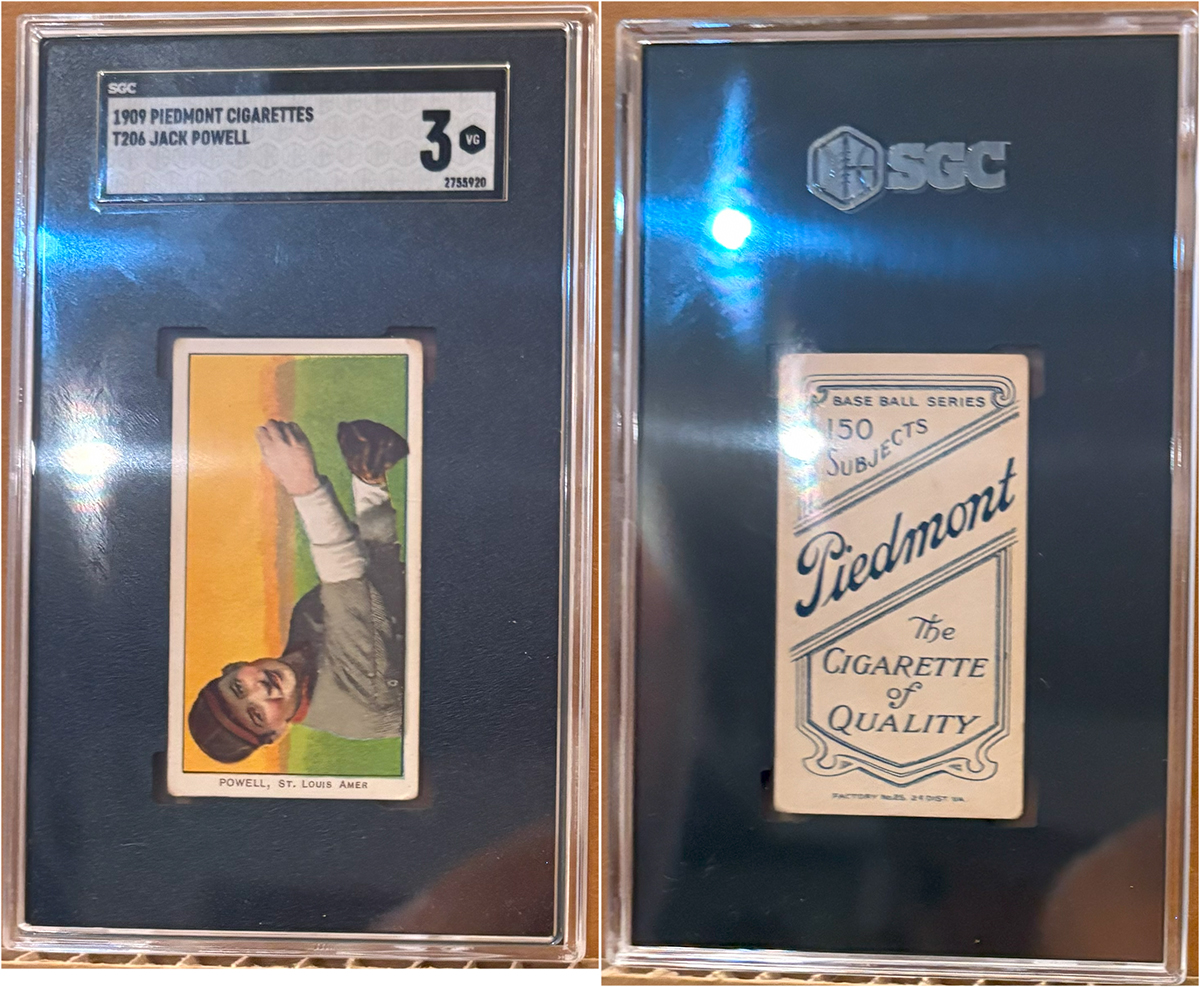 SGC
1909 PIEDMONT CIGARETTES
T206 JACK POWELL
3 VG
2755920
POWELL, ST. LOUIS AMER
SGC
BASE BALL SERIES
150
SUBJECTS
Piedmont
The
CIGARETTE
of
QUALITY
FACTORY No. 25, 2d DIST. VA.